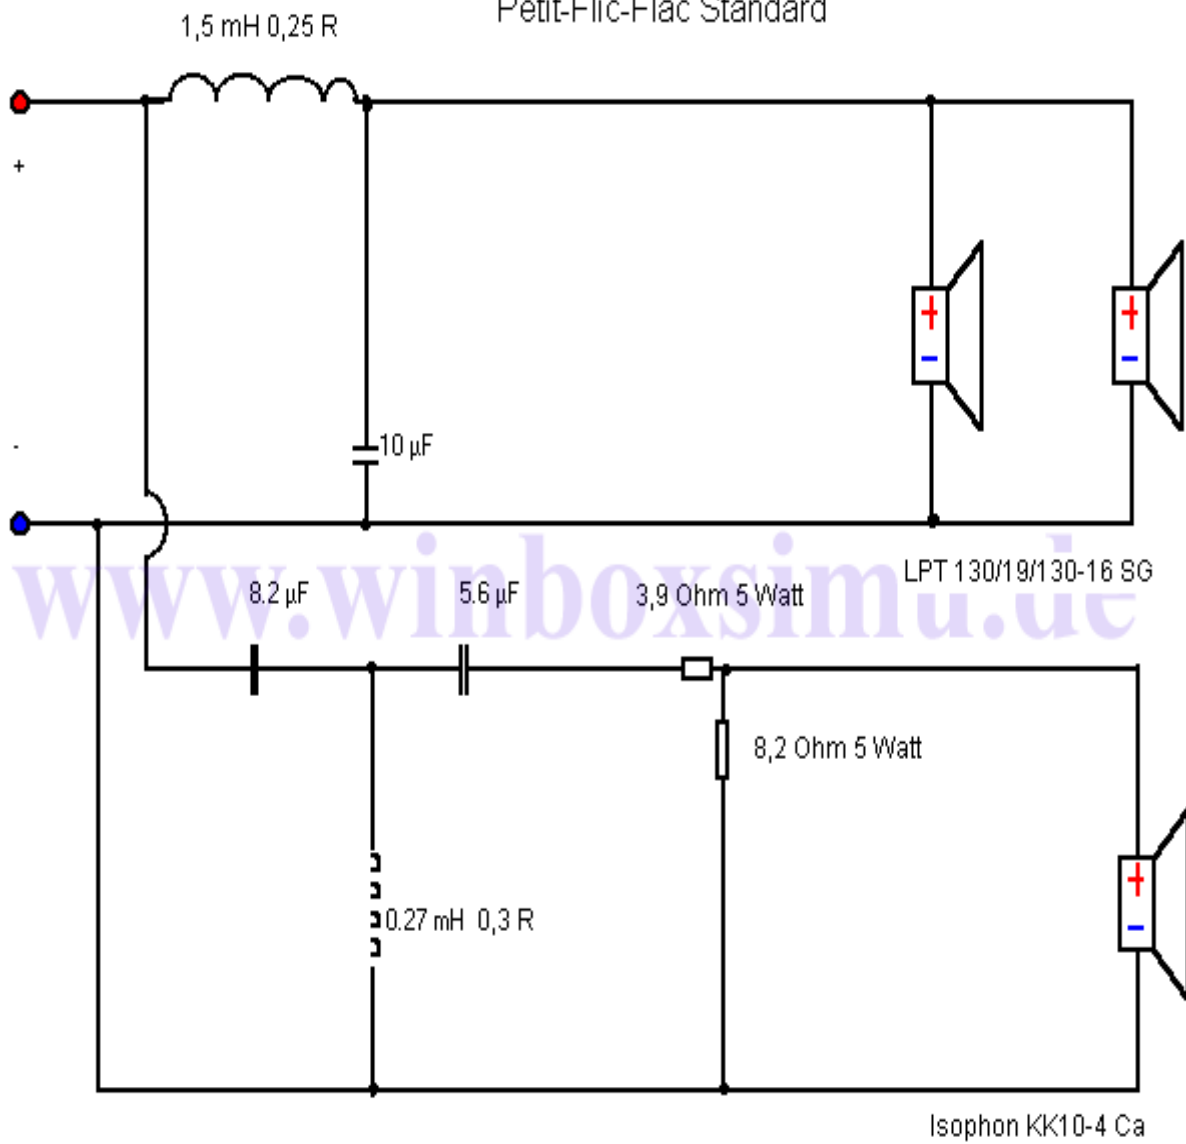 Petit-Flic-Flac Standard
1,5 mH 0,25 R
+
-
+
-
+
-
10 µF
LPT 130/19/130-16 SG
www.winboxsimu.de
8.2 µF
5.6 µF
3,9 Ohm 5 Watt
8,2 Ohm 5 Watt
0.27 mH 0,3 R
+
-
Isophon KK10-4 Ca